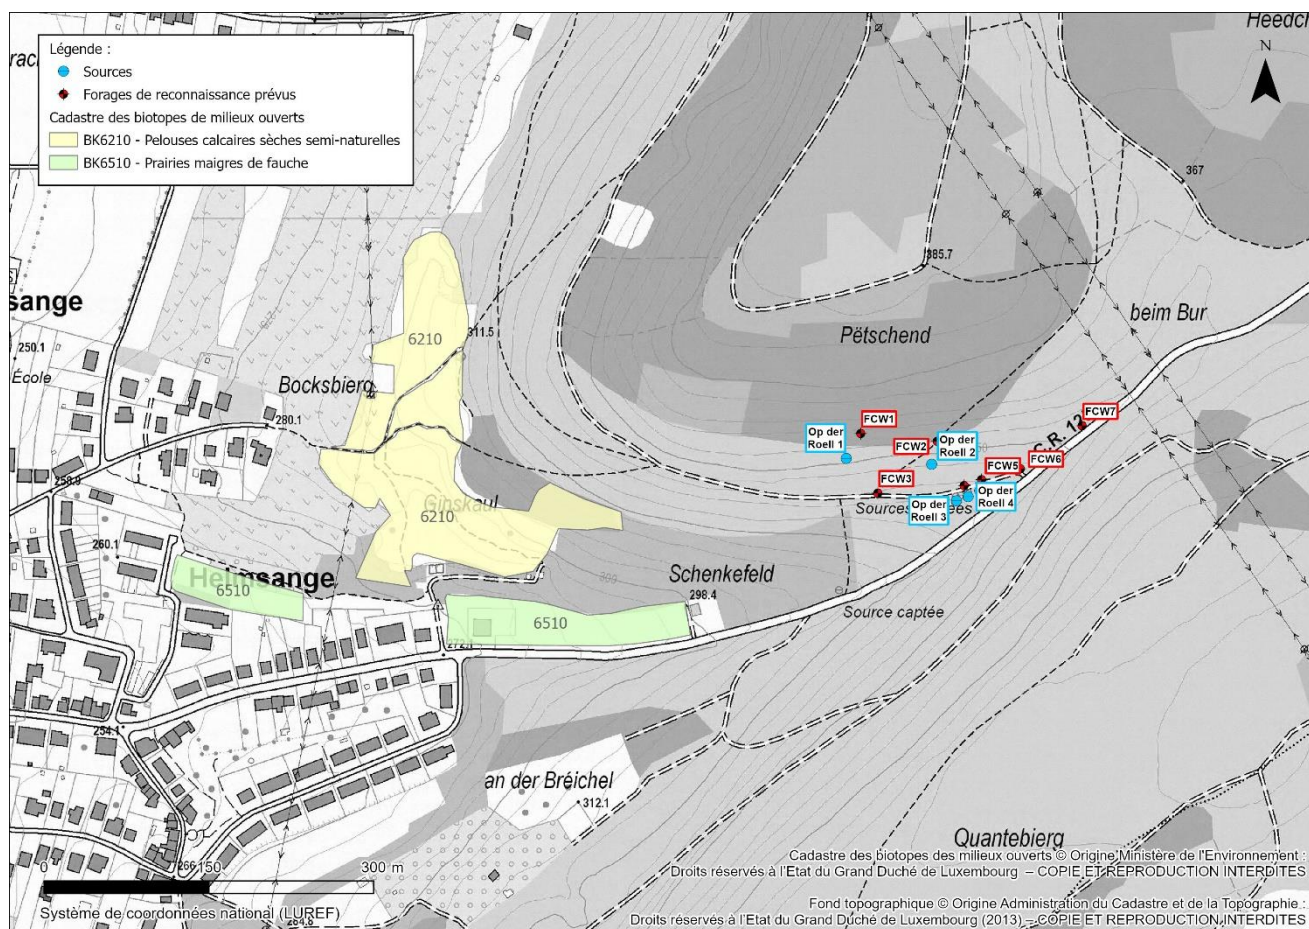 Légende :
Sources
Forages de reconnaissance prévus
Cadastre des biotopes de milieux ouverts
BK6210 - Pelouses calcaires sèches semi-naturelles
BK6510 - Prairies maigres de fauche
N
367
385.7
sange
250.1
École
beim Bur
Pëtschend
311.5
6210
Bocksbierg
280.1
FCW1
FCW7
Op der
Roell 1
FCW2
Op der
Roell 2
C.R.
FCW6
FCW5
FCW3
258.9
Ginskaul
6210
Op der
Roell 3
Op der
Roell 4
260.1
Helmsange
6510
Schenkefeld
298.4
Source captée
6510
254.1
an der Bréichel
312.1
Quantebierg
266
0
150
300 m
264.8
Système de coordonnées national (LUREF)
Cadastre des biotopes des milieux ouverts © Origine Ministère de l'Environnement :
Droits réservés à l'Etat du Grand Duché de Luxembourg – COPIE ET REPRODUCTION INTERDITES
Fond topographique © Origine Administration du Cadastre et de la Topographie :
Droits réservés à l'Etat du Grand Duché de Luxembourg (2013) – COPIE ET REPRODUCTION INTERDITES